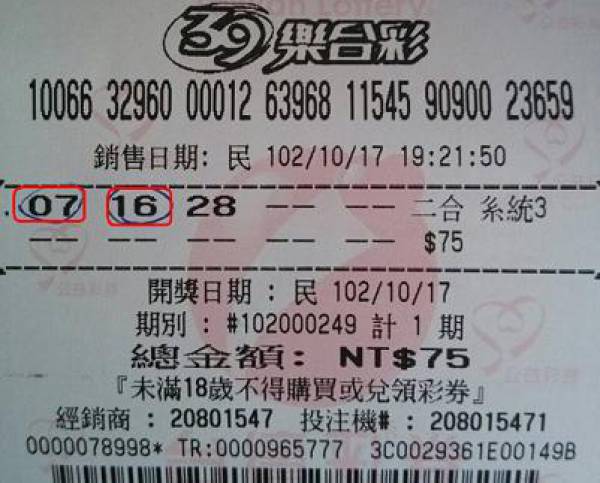 39樂合彩
10066 32960 00012 63968 11545 90900 23659
銷售日期: 民 102/10/17 19:21:50
07 16 28 -- -- 二合 系統3
-- -- -- -- -- $75
開獎日期 : 民 102/10/17
期別 : #102000249 計 1 期
總金額: NT$75
『未滿18歲不得購買或兌領彩券』
經銷商 : 20801547 投注機# : 208015471
0000078998* TR:0000965777 3C0029361E00149B